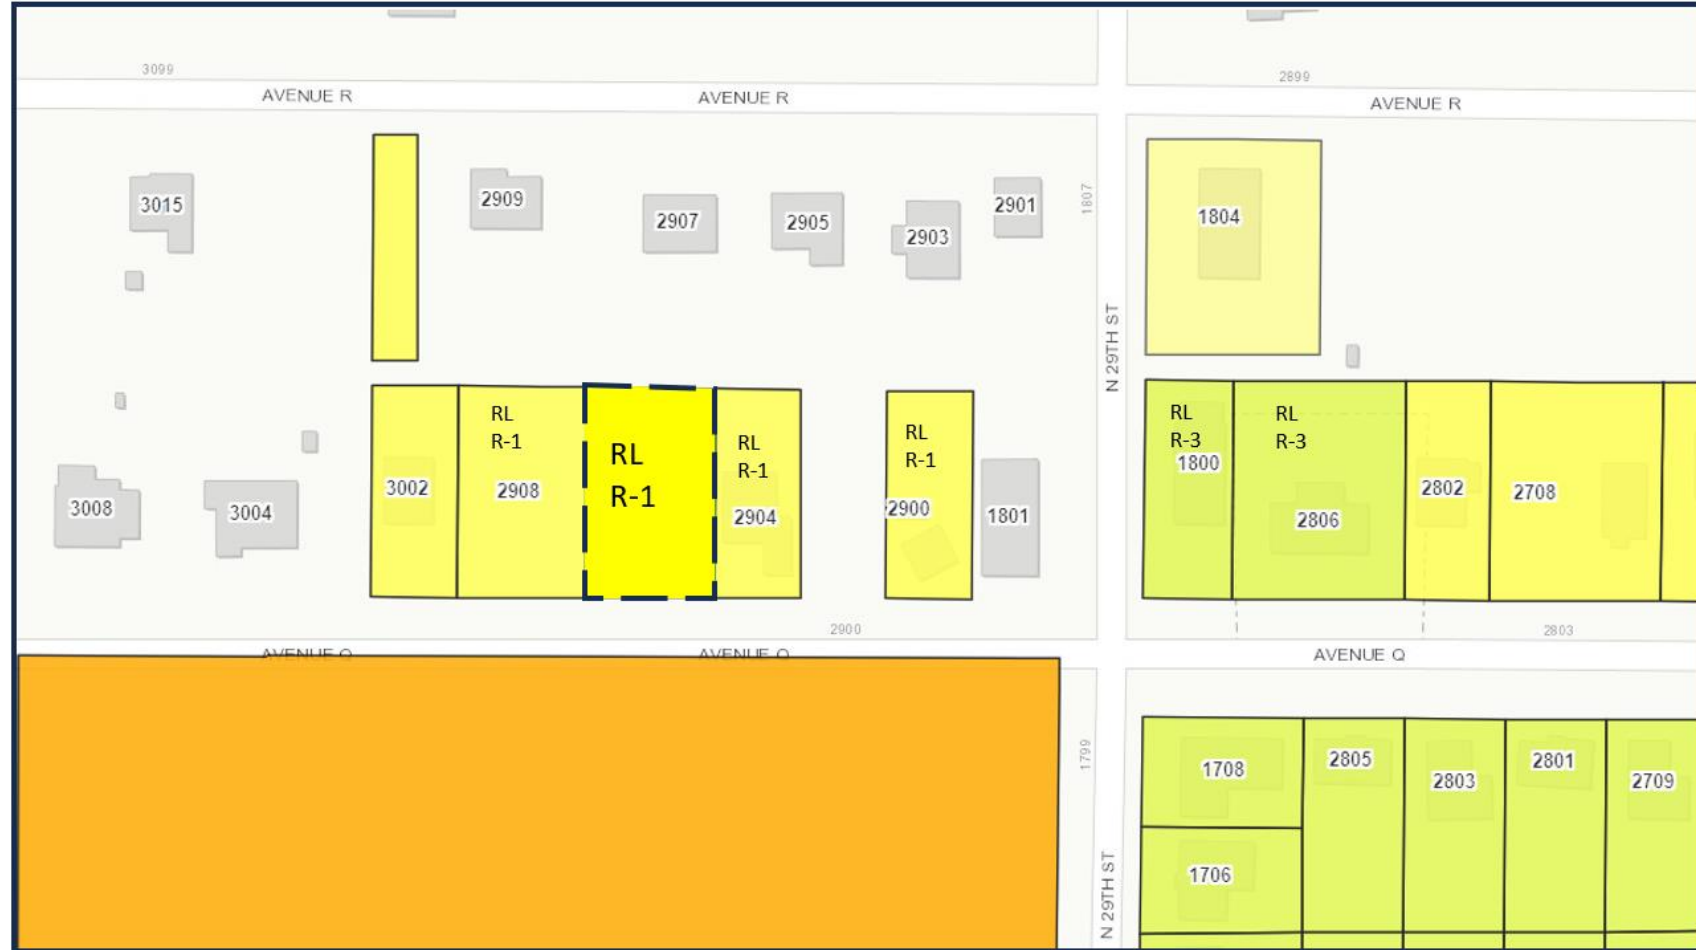 3099
2899
AVENUE R
AVENUE R
AVENUE R
3015
2909
2907
2905
2903
2901
1807
1804
N 29TH ST
RL
R-1
RL
R-1
RL
R-1
RL
R-1
RL
R-3
RL
R-3
3008
3004
3002
2908
2904
2900
1801
1800
2806
2802
2708
2900
2803
AVENUE Q
AVENUE Q
AVENUE Q
1799
N 29TH ST
1708
2805
2803
2801
2709
1706